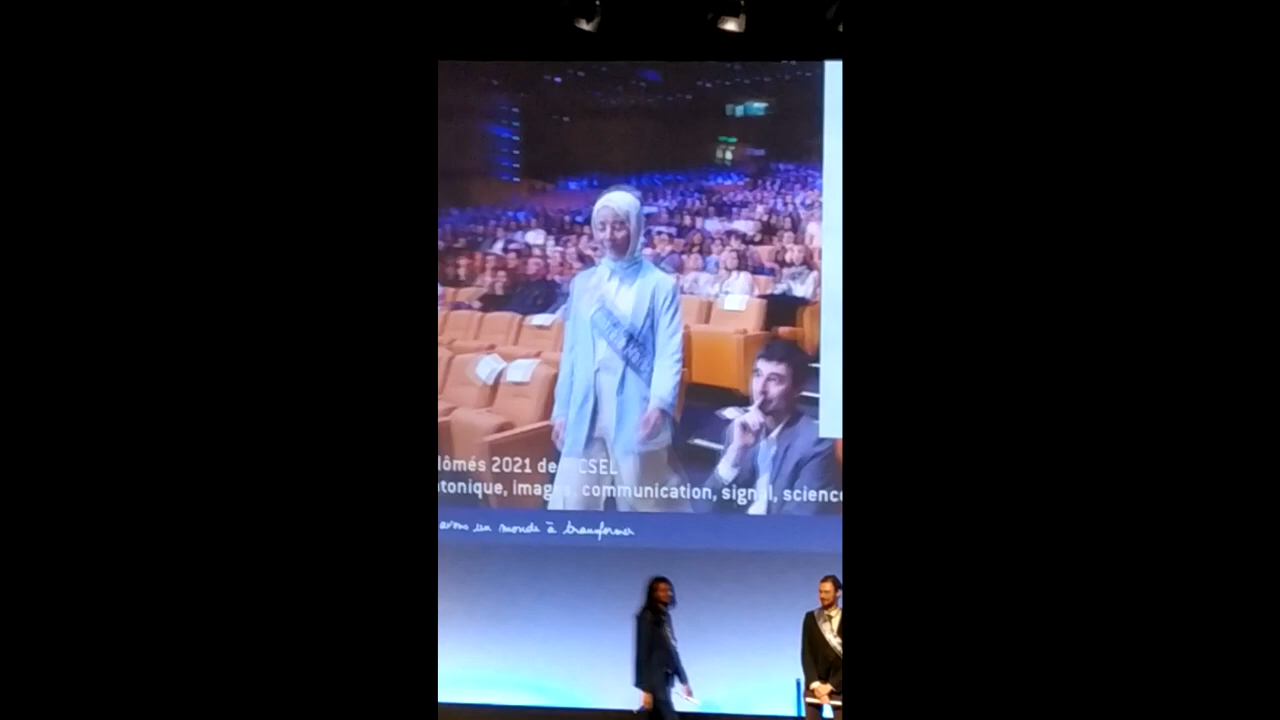 lômés 2021 de CSEL
tonique, images, communication, signal, science
avons un monde à transformer